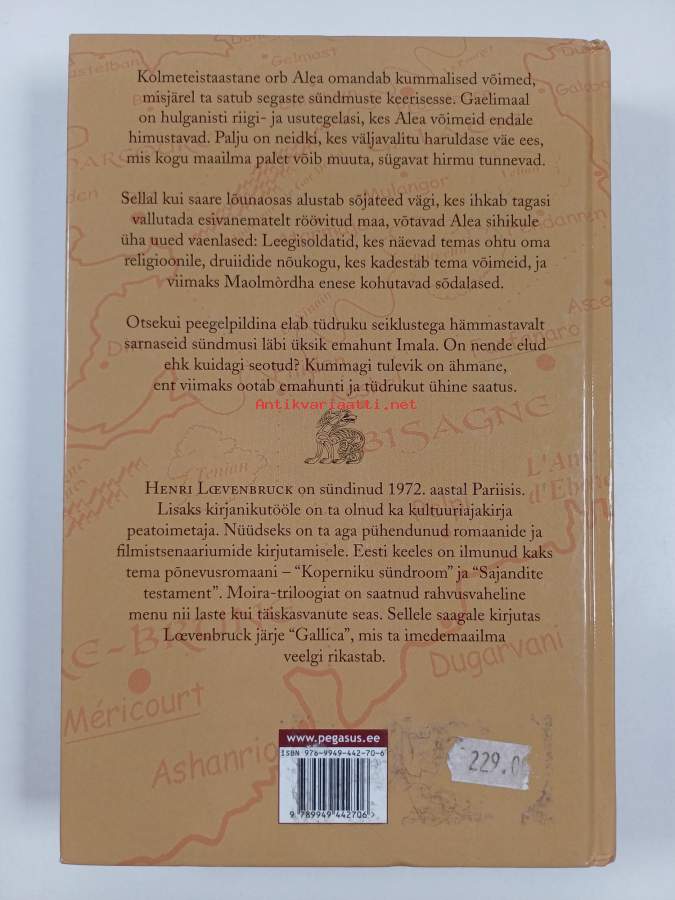 Kolmeteistaastane orb Alea omandab kummalised võimed,
misjärel ta satub segaste sündmuste keerisesse. Gaelimaal
on hulganisti riigi- ja usutegelasi, kes Alea võimeid endale
himustavad. Palju on neidki, kes väljavalitu haruldase väe ees,
mis kogu maailma palet võib muuta, sügavat hirmu tunnevad.
Sellal kui saare lõunaosas alustab sõjateed vägi, kes ihkab tagasi
vallutada esivanematelt röövitud maa, võtavad Alea sihikule
üha uued vaenlased: Leegisoldatid, kes näevad temas ohtu oma
religioonile, druiidide nõukogu, kes kadestab tema võimeid, ja
viimaks Maolmòrdha enese kohutavad sõdalased.
Otsekui peegelpildina elab tüdruku seiklustega hämmastavalt
sarnaseid sündmusi läbi üksik emahunt Imala. On nende elud
ehk kuidagi seotud? Kummagi tulevik on ähmane,
ent viimaks ootab emahunti ja tüdrukut ühine saatus.
Antikvariaatti.net
BISAGNE
HENRI LŒVENBRUCK on sündinud 1972. aastal Pariisis.
Lisaks kirjanikutööle on ta olnud ka kultuuriajakirja
peatoimetaja. Nüüdseks on ta aga pühendunud romaanide ja
filmistsenaariumide kirjutamisele. Eesti keeles on ilmunud kaks
tema põnevusromaani – “Koperniku sündroom” ja “Sajandite
testament”. Moira-triloogiat on saatnud rahvusvaheline
menu nii laste kui täiskasvanute seas. Sellele saagale kirjutas
Lœvenbruck järje “Gallica”, mis ta imedemaailma
veelgi rikastab.
Dugarvani
Méricourt
www.pegasus.ee
ISBN 976-9949-442-70-6
229.0
9 789949 442706 >